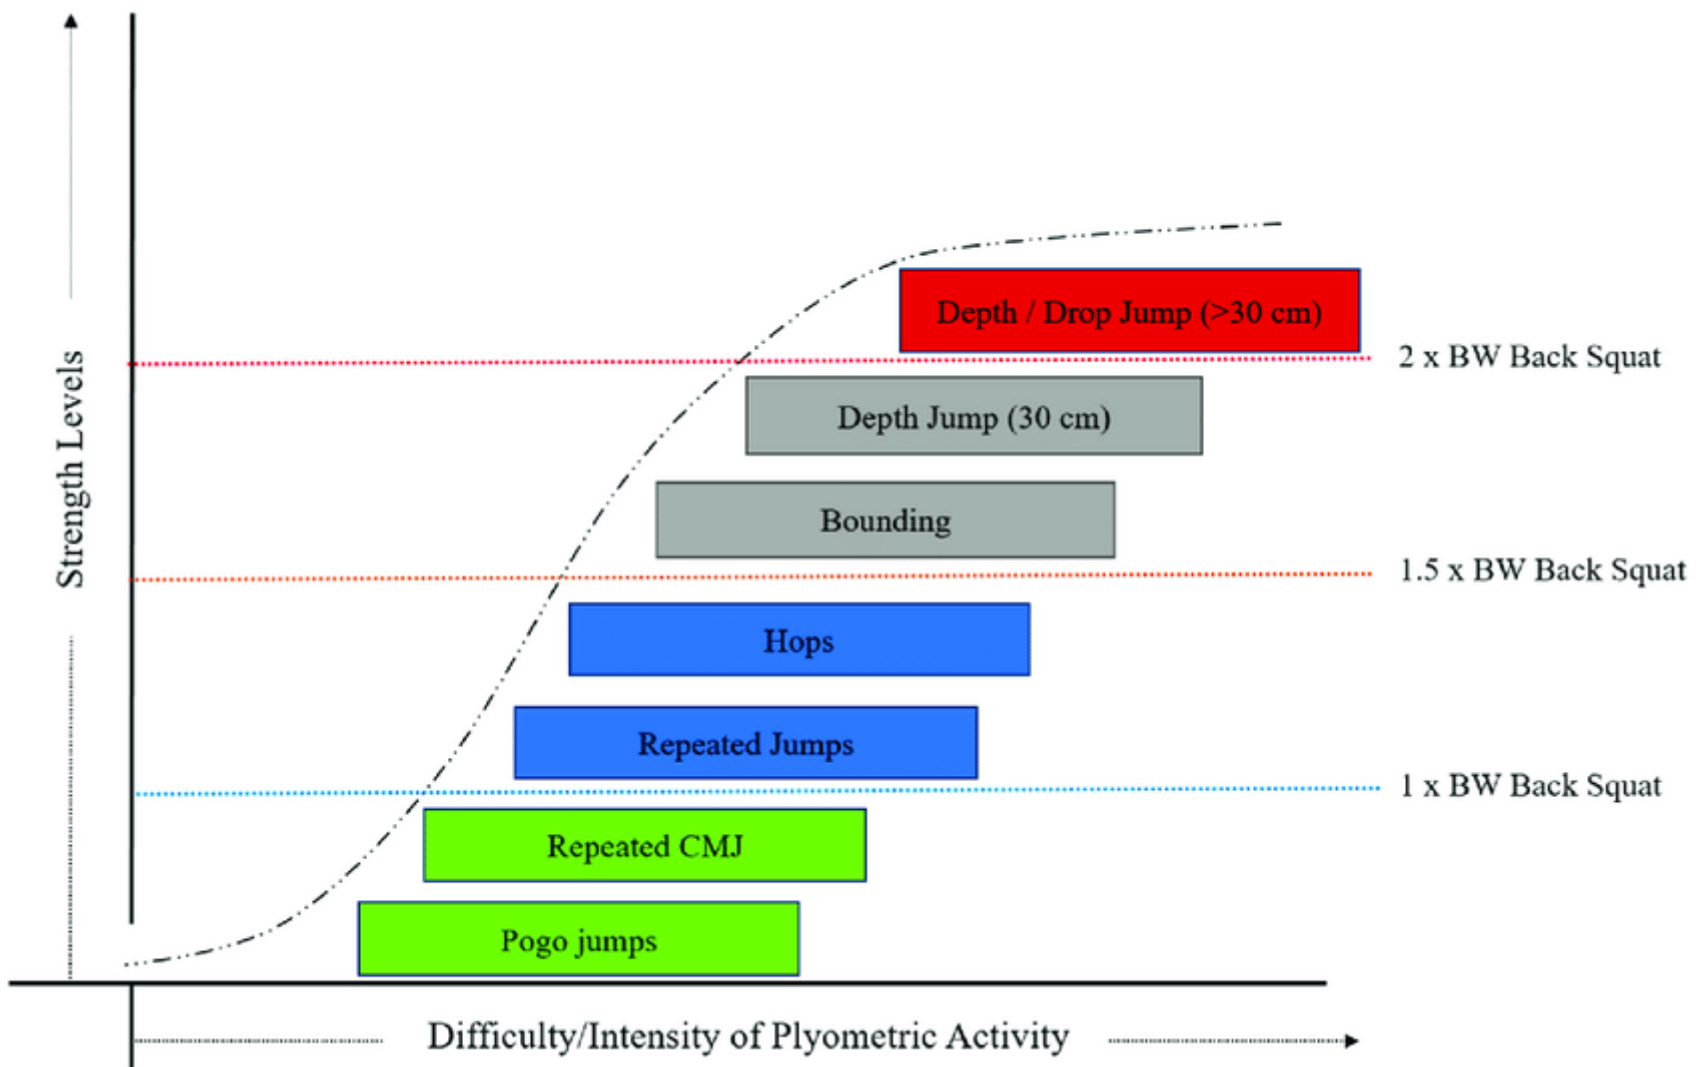 Strength Levels
Depth / Drop Jump (>30 cm)
2 x BW Back Squat
Depth Jump (30 cm)
Bounding
1.5 x BW Back Squat
Hops
Repeated Jumps
1 x BW Back Squat
Repeated CMJ
Pogo jumps
Difficulty/Intensity of Plyometric Activity